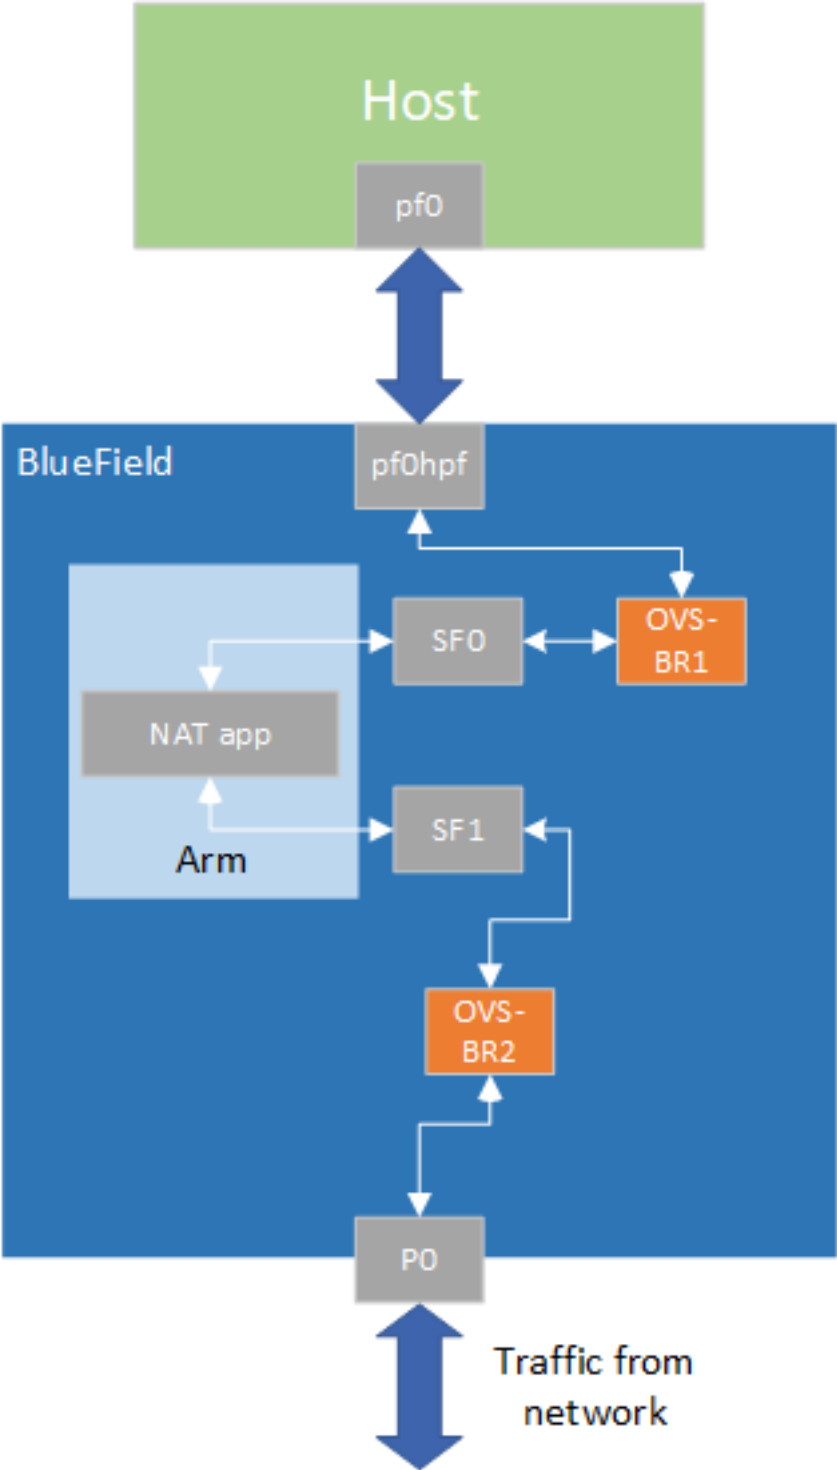 Host
pf0
BlueField
pf0hpf
SF0
OVS-
BR1
NAT app
SF1
Arm
OVS-
BR2
P0
Traffic from
network